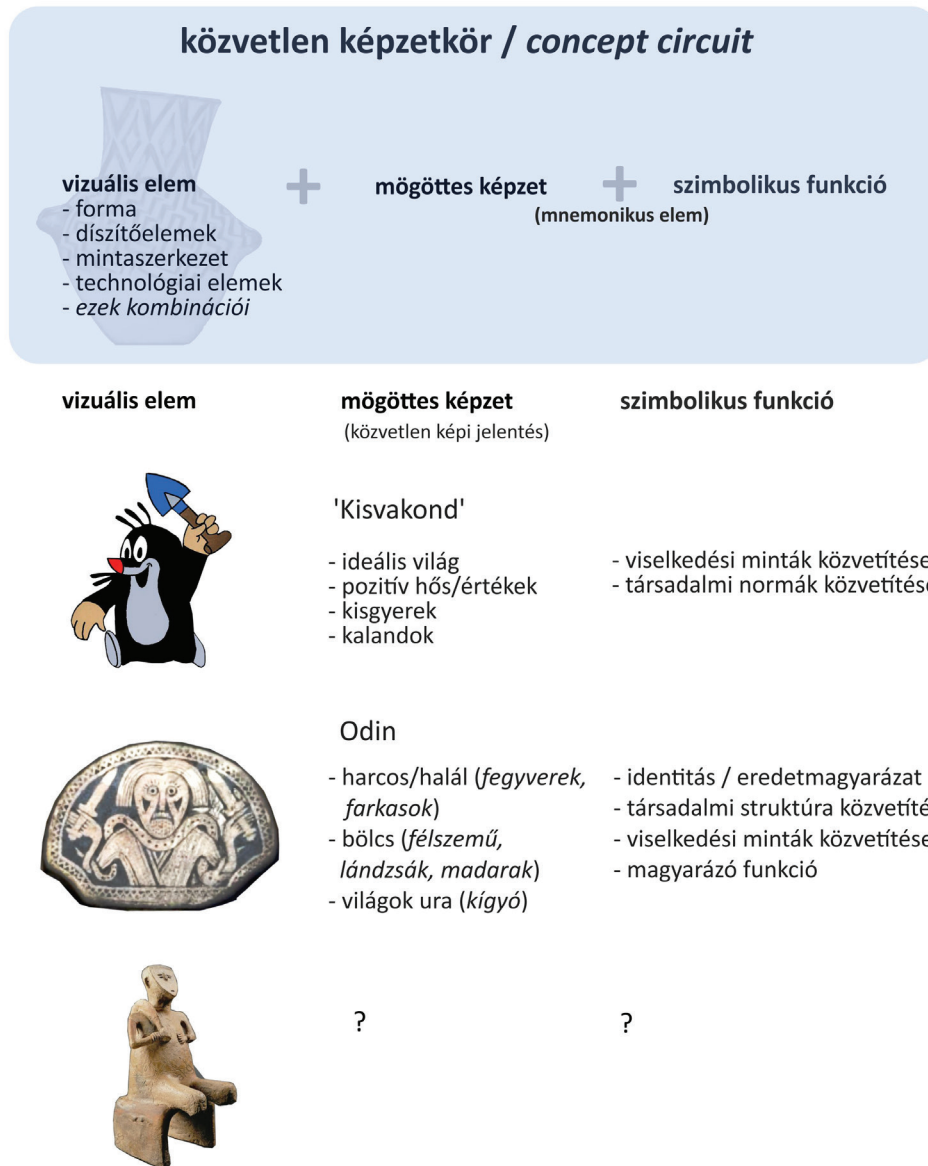 közvetlen képzetkör / concept circuit
vizuális elem + mögöttes képzet + szimbolikus funkció
(mnemonikus elem)
- forma
- díszítőelemek
- mintaszerkezet
- technológiai elemek
- ezek kombinációi
vizuális elem mögöttes képzet szimbolikus funkció
(közvetlen képi jelentés)
'Kisvakond'
- ideális világ - viselkedési minták közvetítése
- pozitív hős/értékek - társadalmi normák közvetítése
- kisgyerek
- kalandok
Odin
- harcos/halál (fegyverek, - identitás / eredetmagyarázat
farkasok) - társadalmi struktúra közvetíté
- bölcs (félszemű, - viselkedési minták közvetítése
lándzsák, madarak) - magyarázó funkció
- világok ura (kígyó)
? ?